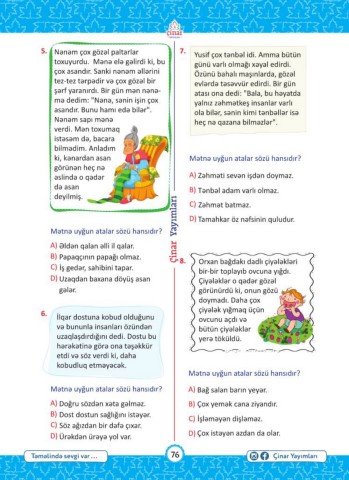 çinar
5.
Nənəm çox gözəl paltarlar
toxuyurdu. Mənə elə gəlirdi ki, bu
çox asandır. Sanki nənəm əllərini
tez-tez tərpədir və çox gözəl bir
şərf yaranırdı. Bir gün mən nənə-
mə dedim: "Nənə, sənin işin çox
asandır. Bunu hamı edə bilər".
Nənəm sapı mənə
verdi. Mən toxumaq
istəsəm də, bacara
bilmədim. Anladım
ki, kənardan asan
görünən heç nə
əslində o qədər
də asan
deyilmiş.
Mətnə uyğun atalar sözü hansıdır?
A) Əldən qalan əlli il qalar.
B) Papaqçının papağı olmaz.
C) İş gedər, sahibini tapar.
D) Uzaqdan baxana döyüş asan
gələr.
6.
İlqar dostuna kobud olduğunu
və bununla insanları özündən
uzaqlaşdırdığını dedi. Dostu bu
hərəkətinə görə ona təşəkkür
etdi və söz verdi ki, daha
kobudluq etməyəcək.
Mətnə uyğun atalar sözü hansıdır?
A) Doğru sözdən xəta gəlməz.
B) Dost dostun sağlığını istəyər.
C) Söz ağızdan bir dəfə çıxar.
D) Ürəkdən ürəyə yol var.
Çinar Yayımları
7.
Yusif çox tənbəl idi. Amma bütün
günü varlı olmağı xəyal edirdi.
Özünü bahalı maşınlarda, gözəl
evlərdə təsəvvür edirdi. Bir gün
atası ona dedi: "Bala, bu həyatda
yalnız zəhmətkeş insanlar varlı
ola bilər, sənin kimi tənbəllər isə
heç nə qazana bilməzlər".
Mətnə uyğun atalar sözü hansıdır?
A) Zəhməti sevən işdən doymaz.
B) Tənbəl adam varlı olmaz.
C) Zəhmət batmaz.
D) Tamahkar öz nəfsinin quludur.
8.
Orxan bağdakı dadlı çiyələkləri
bir-bir toplayıb ovcuna yığdı.
Çiyələklər o qədər gözəl
görünürdü ki, onun gözü
doymadı. Daha çox
çiyələk yığmaq üçün
ovcunu açdı və
bütün çiyələklər
yerə töküldü.
Mətnə uyğun atalar sözü hansıdır?
A) Bağ salan barın yeyər.
B) Çox yemək cana ziyandır.
C) İşləməyən dişləməz.
D) Çox istəyən azdan da olar.
Təməlində sevgi var ...
76
Çinar Yayımları